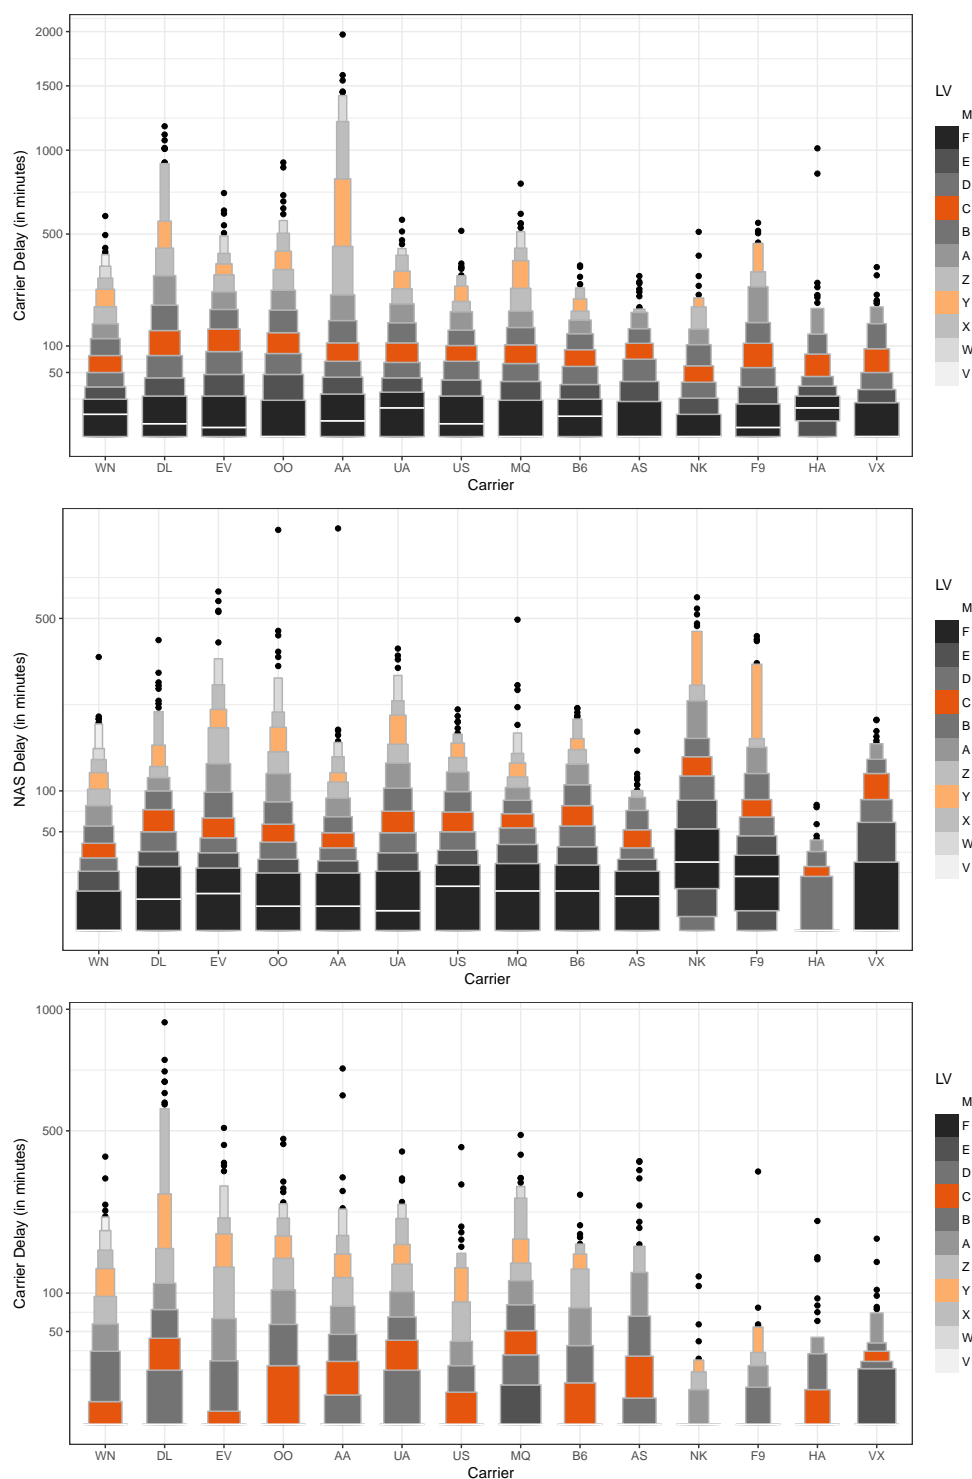 2000
1500
1000
500
100
50
Carrier Delay (in minutes)
WN DL EV OO AA UA US MQ B6 AS NK F9 HA VX
Carrier
LV
M
F
E
D
C
B
A
Z
Y
X
W
V
500
100
50
NAS Delay (in minutes)
WN DL EV OO AA UA US MQ B6 AS NK F9 HA VX
Carrier
LV
M
F
E
D
C
B
A
Z
Y
X
W
V
1000
500
100
50
Carrier Delay (in minutes)
WN DL EV OO AA UA US MQ B6 AS NK F9 HA VX
Carrier
LV
M
F
E
D
C
B
A
Z
Y
X
W
V